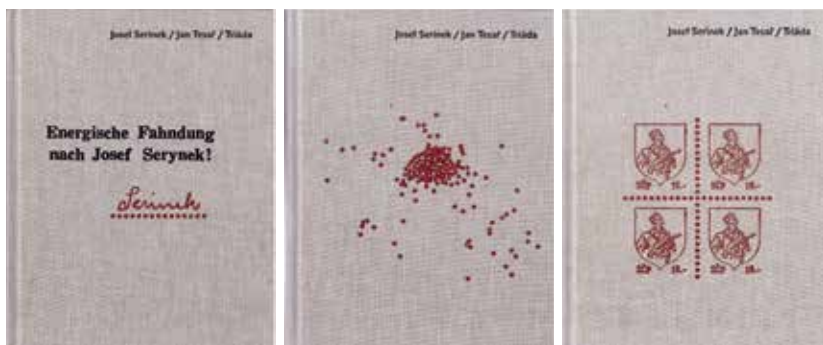 Josef Serinek / Jan Tesař / Triáda
Energische Fahndung
nach Josef Serynek!
Serinek
Josef Serinek / Jan Tesař / Triáda
Josef Serinek / Jan Tesař / Triáda